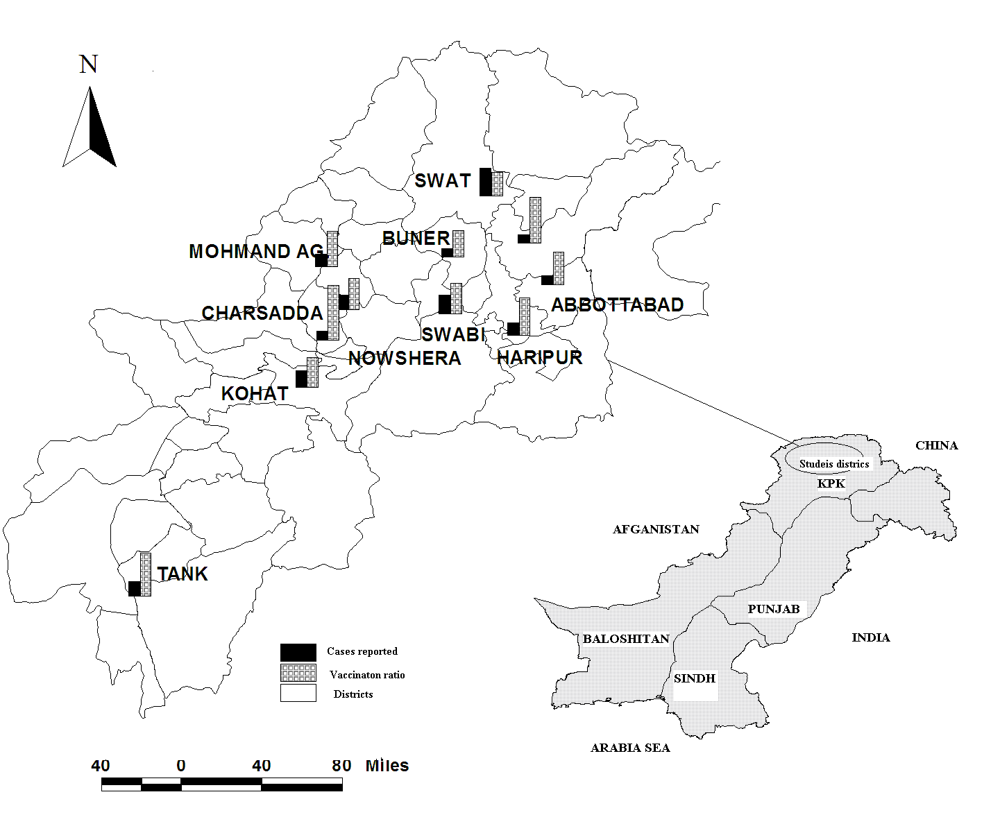 N
SWAT
BUNER
MOHMAND AG.
CHARSADDA
ABBOTTABAD
SWABI
NOWSHERA
HARIPUR
KOHAT
CHINA
Studeis districs
KPK
AFGANISTAN
TANK
PUNJAB
BALOSHITAN
INDIA
Cases reported
Vaccinaton ratio
SINDH
Districts
ARABIA SEA
40 0 40 80 Miles